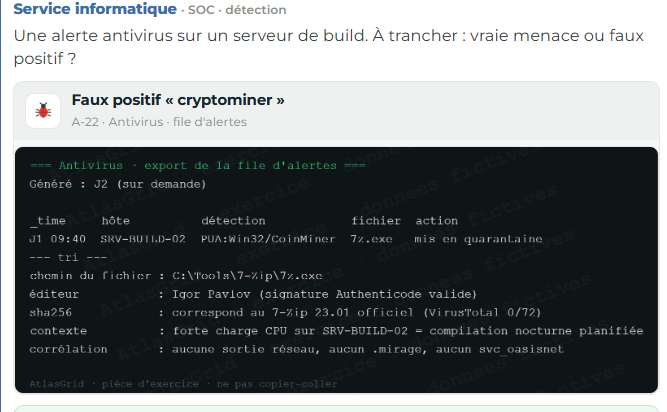 Service informatique · SOC · détection
Une alerte antivirus sur un serveur de build. À trancher : vraie menace ou faux
positif ?
Faux positif « cryptominer »
A-22 · Antivirus · file d'alertes
=== Antivirus · export de la file d'alertes ===
Généré : J2 (sur demande)
_time hôte détection fichier action
J1 09:40 SRV-BUILD-02 PUA:Win32/CoinMiner 7z.exe mis en quarantaine
--- tri ---
chemin du fichier : C:\Tools\7-Zip\7z.exe
éditeur : Igor Pavlov (signature Authenticode valide)
sha256 : correspond au 7-Zip 23.01 officiel (VirusTotal 0/72)
contexte : forte charge CPU sur SRV-BUILD-02 = compilation nocturne planifiée
corrélation : aucune sortie réseau, aucun .mirage, aucun svc_oasisnet
AtlasGrid · pièce d'exercice · ne pas copier-coller
AtlasGrid · exercice · données fictives